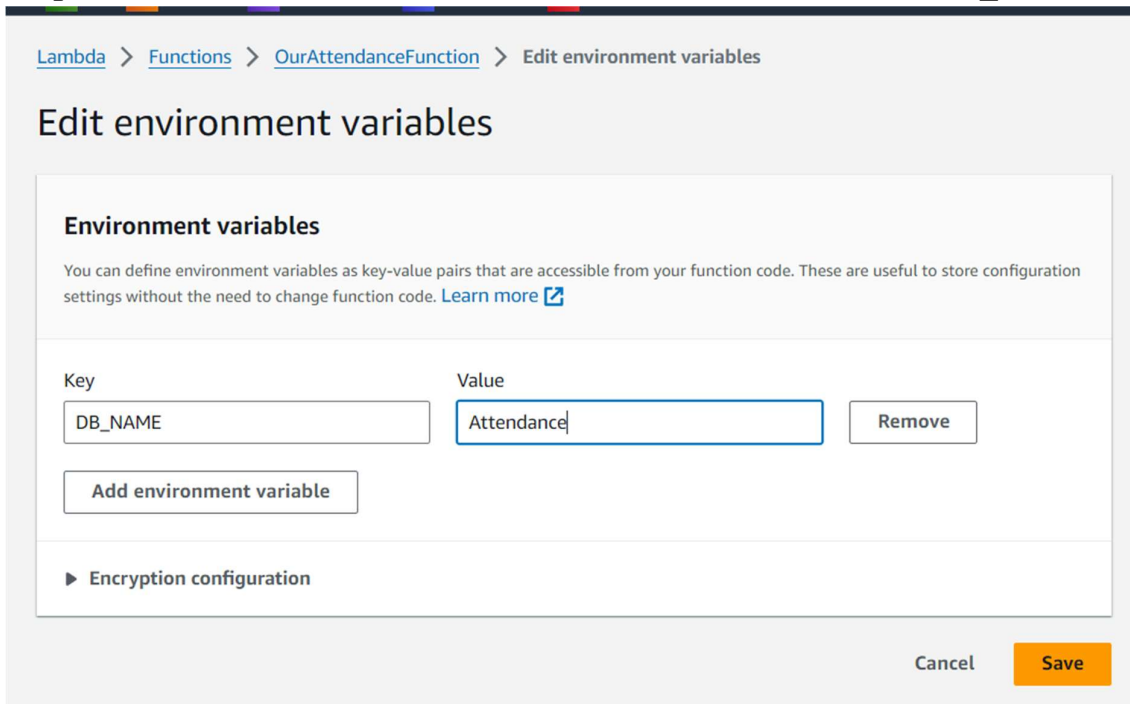 Lambda > Functions > OurAttendanceFunction > Edit environment variables
Edit environment variables
Environment variables
You can define environment variables as key-value pairs that are accessible from your function code. These are useful to store configuration
settings without the need to change function code. Learn more
Key Value
DB_NAME Attendance Remove
Add environment variable
Encryption configuration
Cancel Save